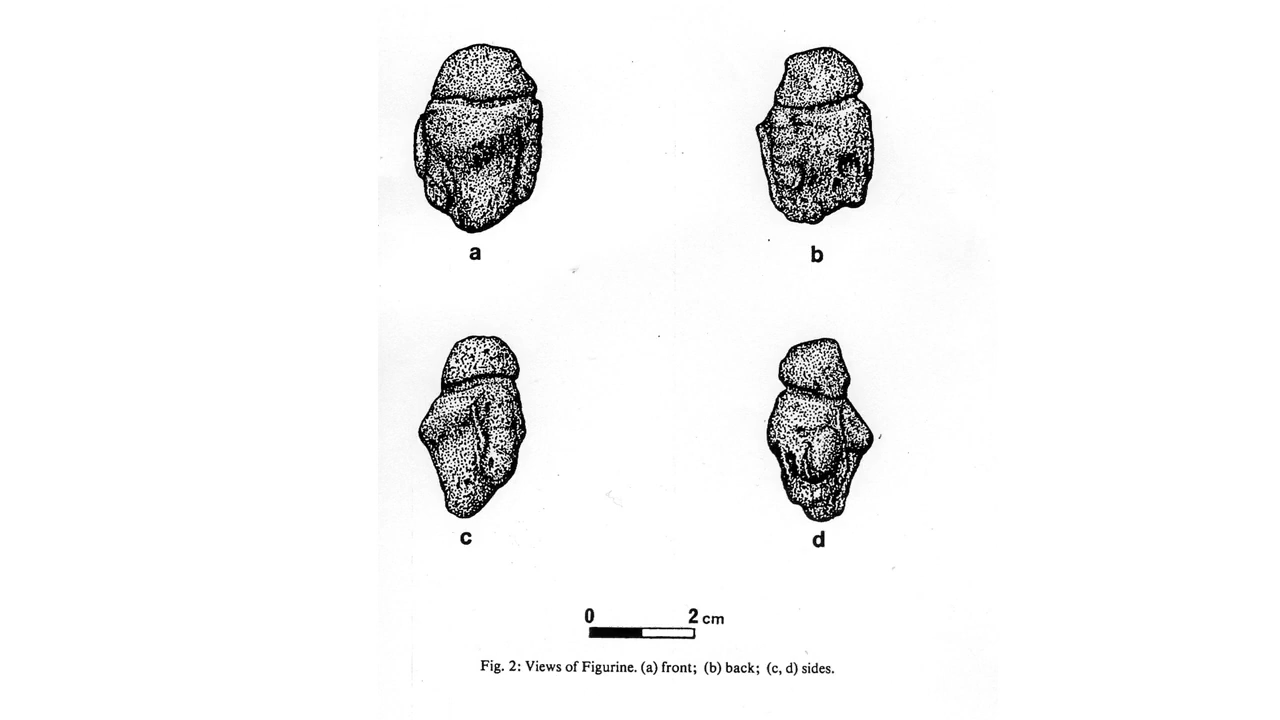 a
b
c
d
0 2 cm
Fig. 2: Views of Figurine. (a) front; (b) back; (c, d) sides.